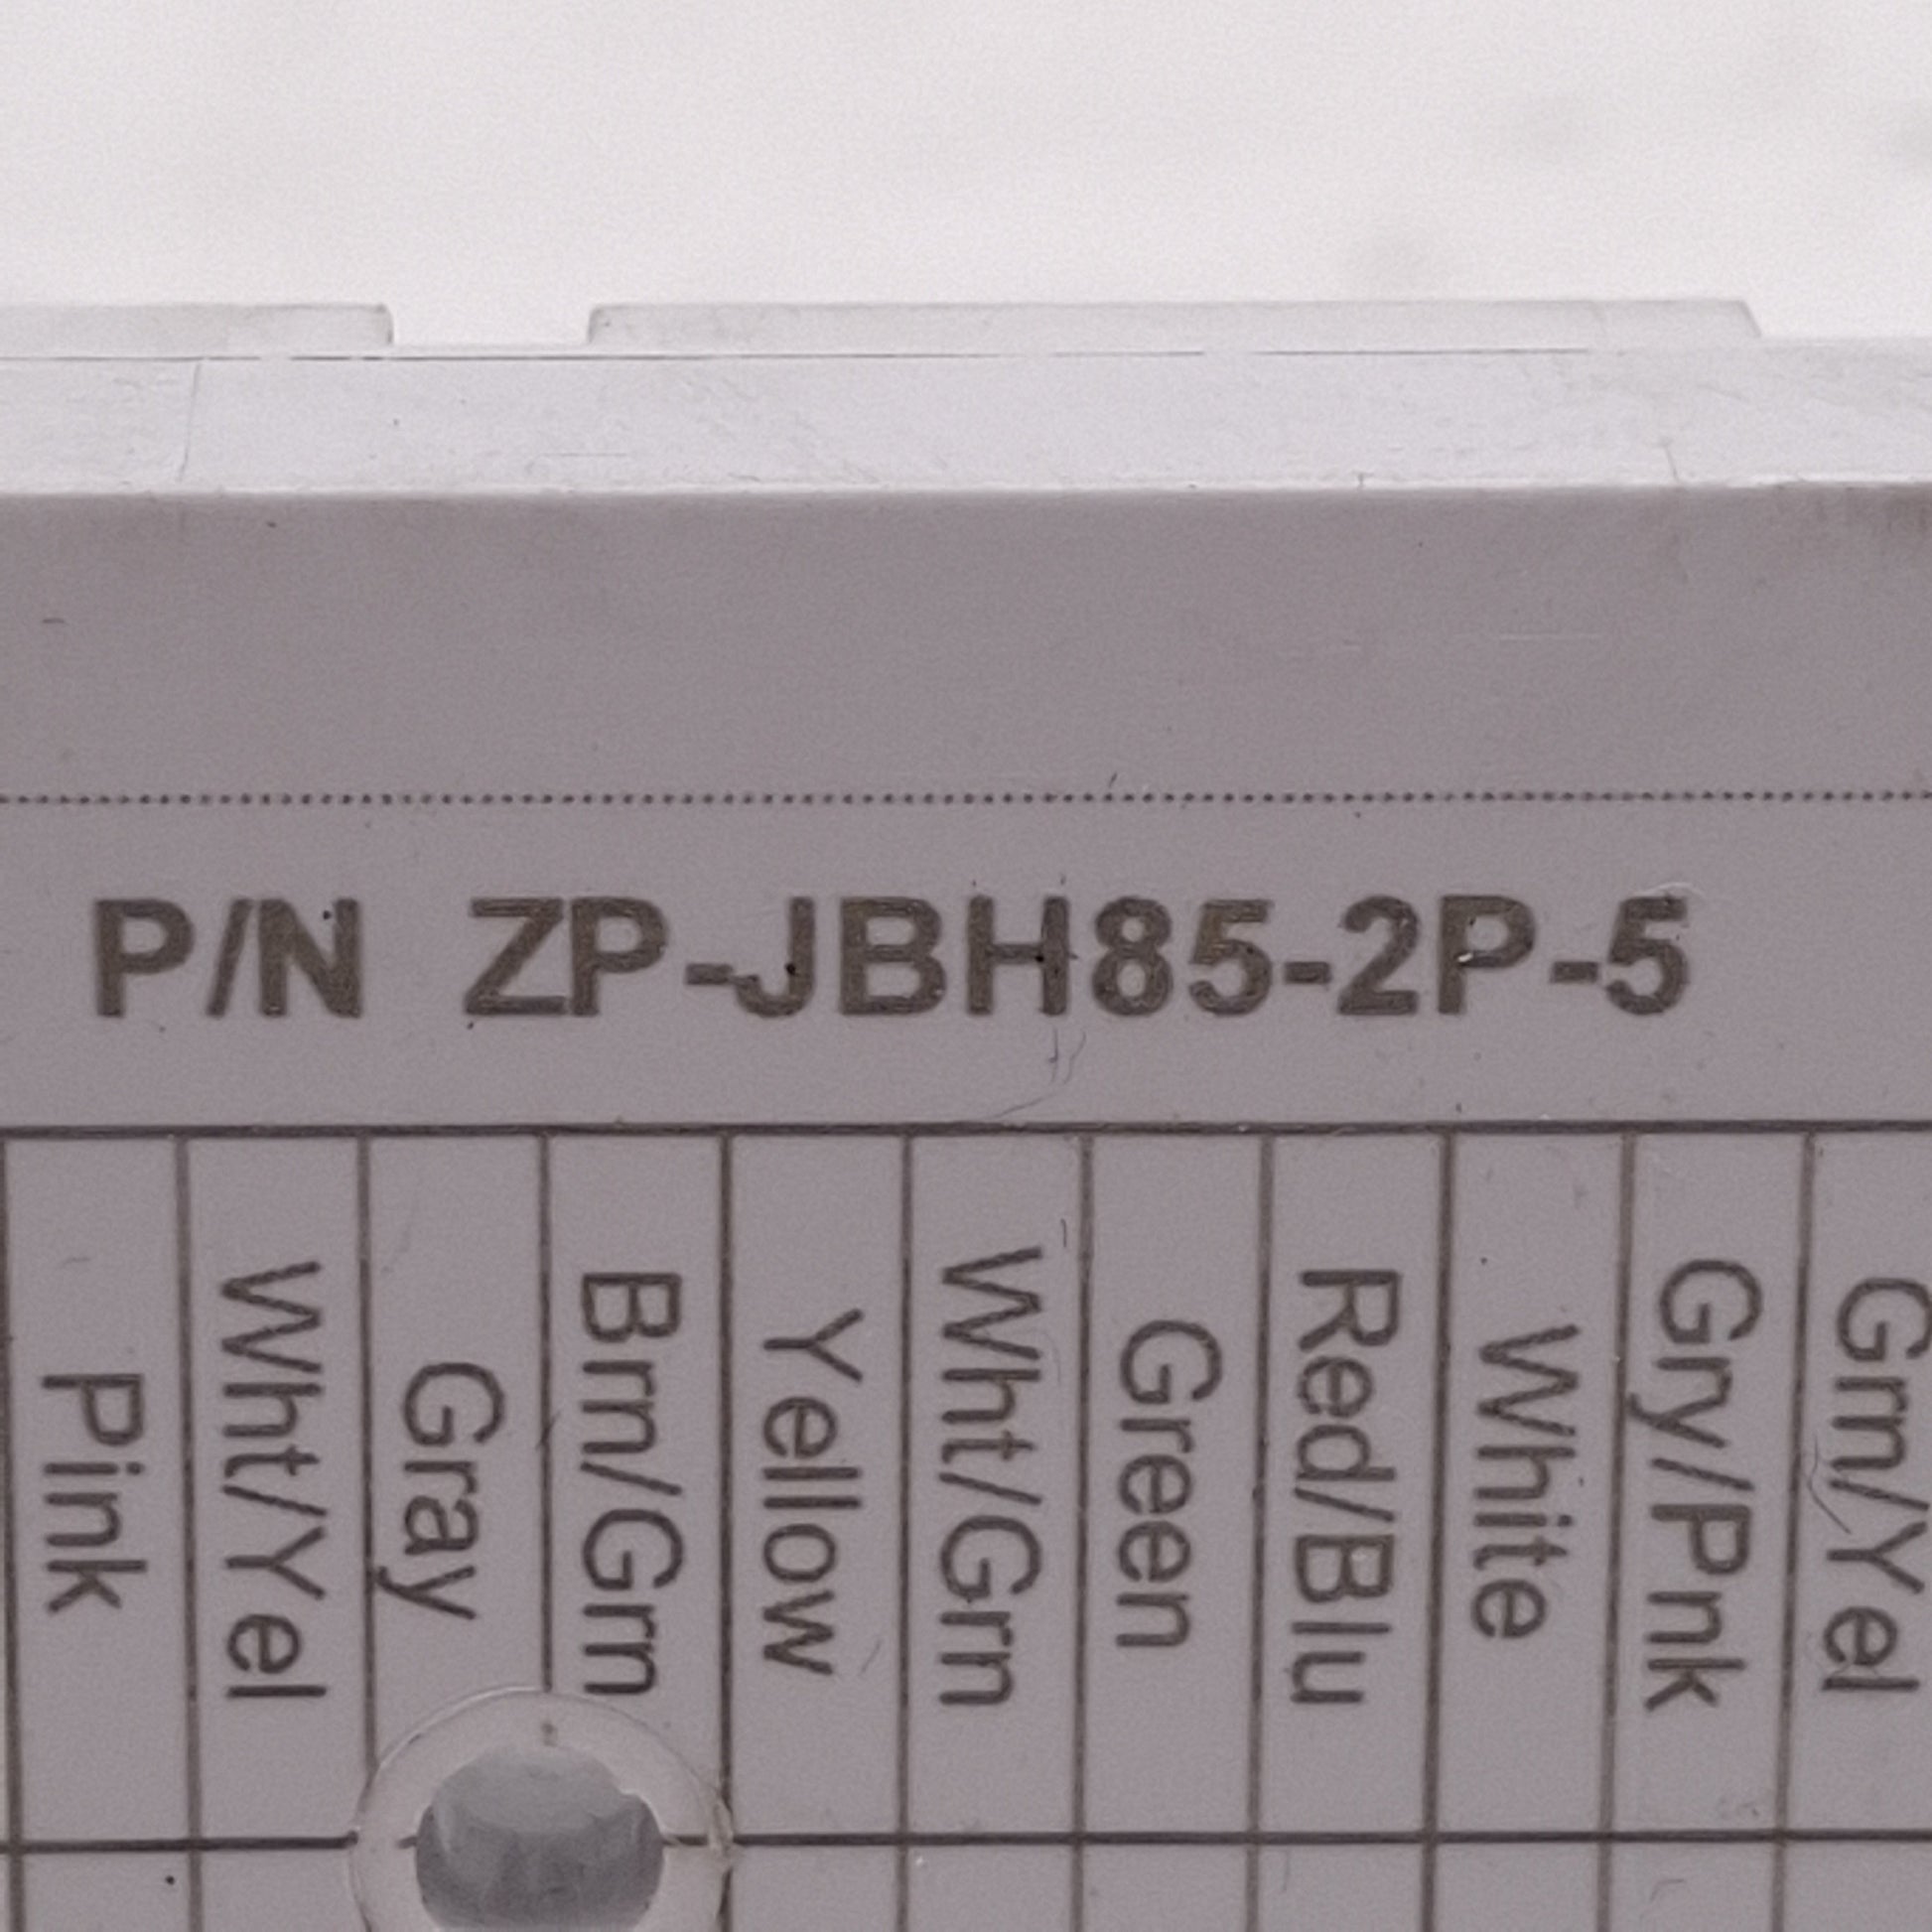 P/N ZP-JBH85-2P-5
Pink
Wht/Yel
Gray
Brn/Grn
Yellow
Wht/Grn
Green
Red/Blu
White
Gry/Pnk
Grn/Yel